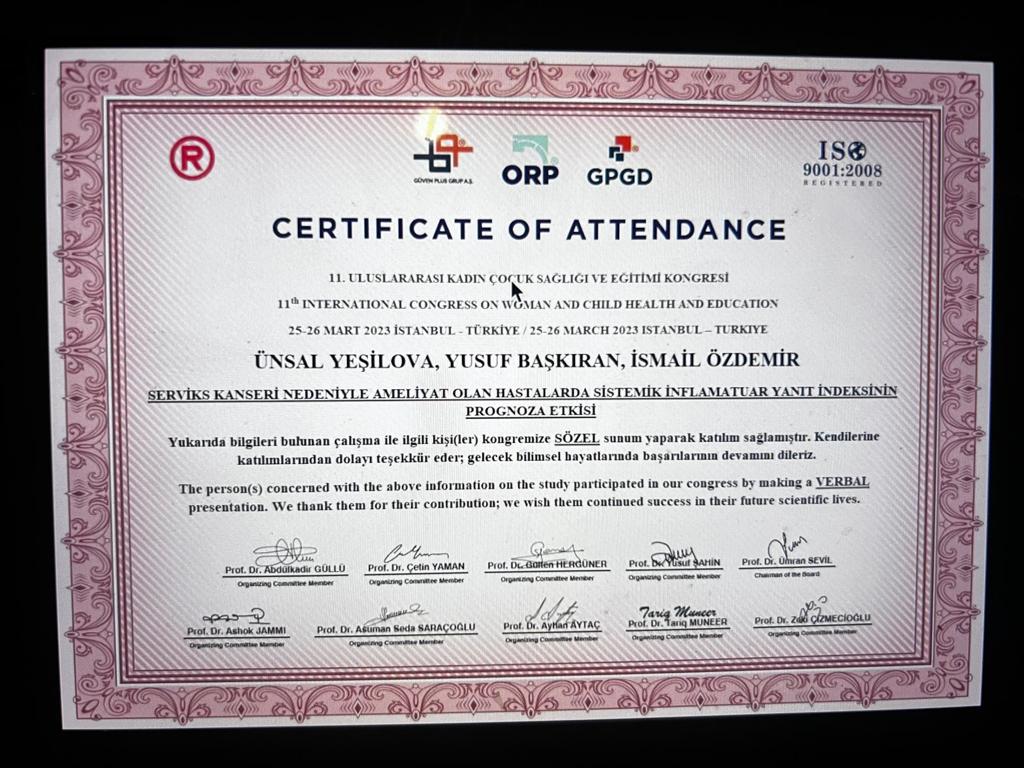 ®
GÜVEN PLUS GRUP A.Ş.
ORP
GPGD
ISO
9001:2008
REGISTERED
CERTIFICATE OF ATTENDANCE
11. ULUSLARARASI KADIN ÇOCUK SAĞLIĞI VE EĞİTİMİ KONGRESİ
11th INTERNATIONAL CONGRESS ON WOMAN AND CHILD HEALTH AND EDUCATION
25-26 MART 2023 İSTANBUL - TÜRKİYE / 25-26 MARCH 2023 ISTANBUL – TURKIYE
ÜNSAL YEŞİLOVA, YUSUF BAŞKIRAN, İSMAİL ÖZDEMİR
SERVİKS KANSERİ NEDENİYLE AMELİYAT OLAN HASTALARDA SİSTEMİK İNFLAMATUAR YANIT İNDEKSİNİN
PROGNOZA ETKİSİ
Yukarıda bilgileri bulunan çalışma ile ilgili kişi(ler) kongremize SÖZEL sunum yaparak katılım sağlamıştır. Kendilerine
katılımlarından dolayı teşekkür eder; gelecek bilimsel hayatlarında başarılarının devamını dileriz.
The person(s) concerned with the above information on the study participated in our congress by making a VERBAL
presentation. We thank them for their contribution; we wish them continued success in their future scientific lives.
Prof. Dr. Abdülkadir GÜLLÜ
Organizing Committee Member
Prof. Dr. Çetin YAMAN
Organizing Committee Member
Prof. Dr. Gülten HERGÜNER
Organizing Committee Member
Prof. Dr. Yusuf ŞAHİN
Organizing Committee Member
Prof. Dr. Ümran SEVİL
Chairman of the Board
Prof. Dr. Ashok JAMMI
Organizing Committee Member
Prof. Dr. Asuman Seda SARAÇOĞLU
Organizing Committee Member
Prof. Dr. Ayhan AYTAÇ
Organizing Committee Member
Tariq Muneer
Prof. Dr. Tariq MUNEER
Organizing Committee Member
Prof. Dr. Zeki ÇİZMECİOĞLU
Organizing Committee Member